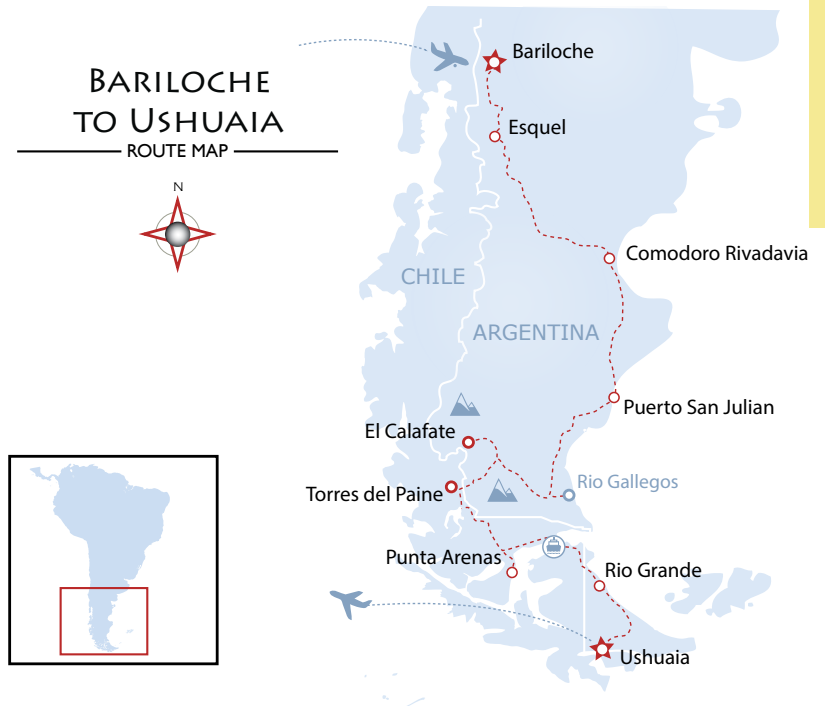 BARILOCHE
TO USHUAIA
ROUTE MAP
N
Bariloche
Esquel
Comodoro Rivadavia
CHILE
ARGENTINA
Puerto San Julian
El Calafate
Rio Gallegos
Torres del Paine
Punta Arenas
Rio Grande
Ushuaia